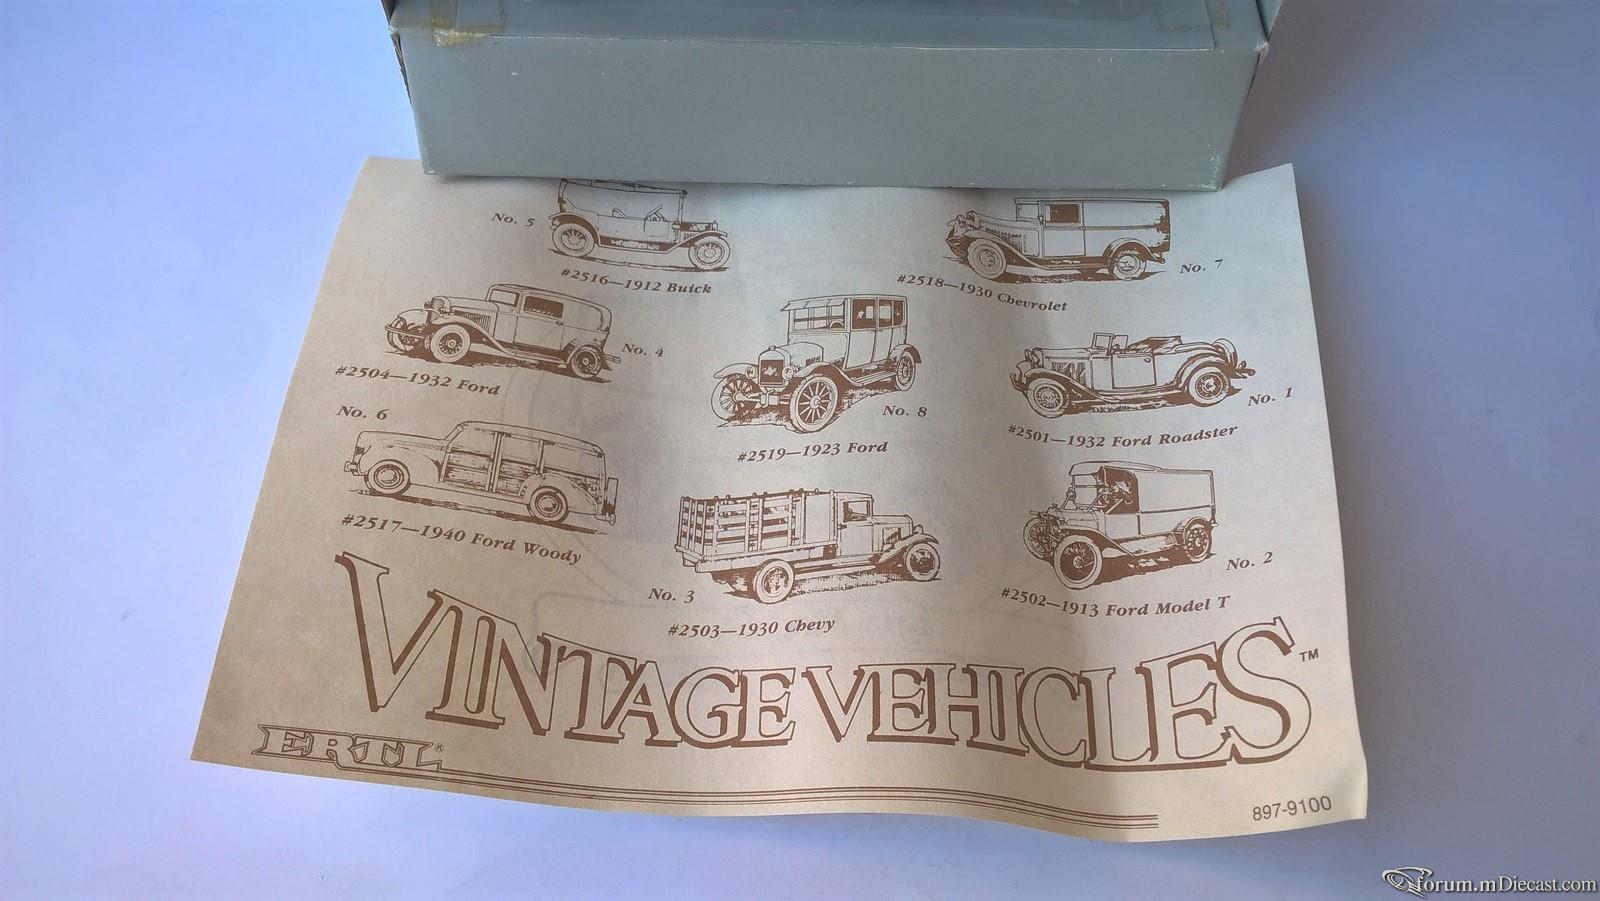 No. 5
#2516—1912 Buick
No. 7
#2518—1930 Chevrolet
No. 4
#2504—1932 Ford
No. 8
#2519—1923 Ford
No. 1
#2501—1932 Ford Roadster
No. 6
#2517—1940 Ford Woody
No. 3
#2503—1930 Chevy
No. 2
#2502—1913 Ford Model T
VINTAGE VEHICLES™
ERTL®
897-9100
forum.mDiecast.com